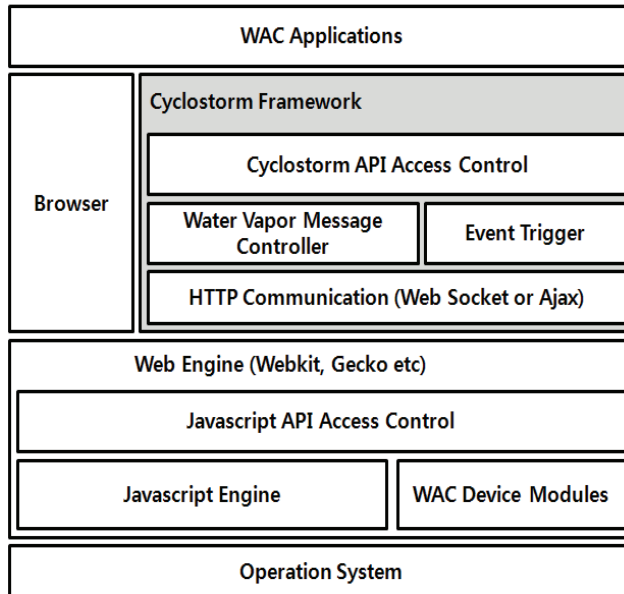 WAC Applications
Cyclostorm Framework
Cyclostorm API Access Control
Browser
Water Vapor Message
Controller
Event Trigger
HTTP Communication (Web Socket or Ajax)
Web Engine (Webkit, Gecko etc)
Javascript API Access Control
Javascript Engine
WAC Device Modules
Operation System